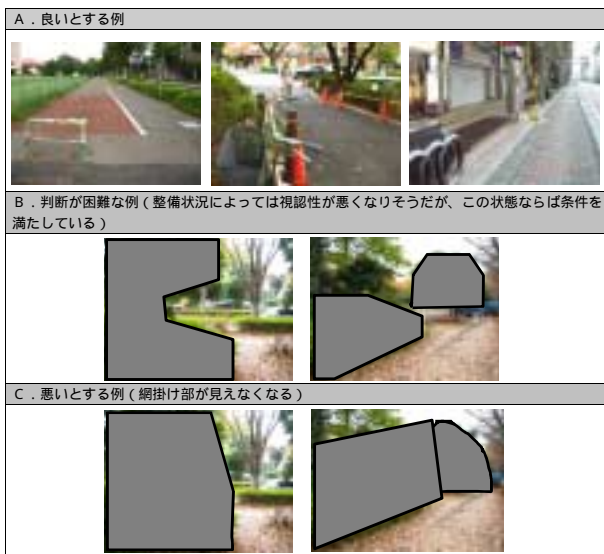 A．良いとする例
B．判断が困難な例（整備状況によっては視認性が悪くなりそうだが、この状態ならば条件を
満たしている）
C．悪いとする例（網掛け部が見えなくなる）